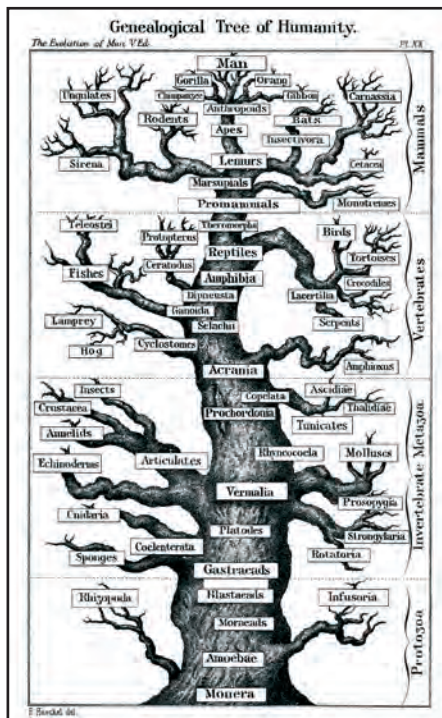 Genealogical Tree of Humanity.
The Evolution of Man V.Ed.
Pl.XX.
Man
Gorilla
Orang
Chimpanzee
Gibbon
Anthropoids
Ungulates
Carnassia
Rodents
Bats
Apes
Insectivora
Lemurs
Sirena
Cetacea
Marsupials
Promammals
Monotremes
Mammals
Theromorpha
Teleostei
Protopterus
Birds
Reptiles
Tortoises
Fishes
Ceratodus
Amphibia
Crocodiles
Dipneusta
Lacertilia
Ganoida
Lamprey
Selachii
Serpents
Cyclostomes
Hag
Acrania
Amphioxus
Vertebrates
Insects
Copelata
Ascidiae
Crustacea
Prochordonia
Thalidiae
Tunicates
Annelids
Articulates
Rhyncocoela
Molluscs
Echinoderms
Vermalia
Prosopygia
Cnidaria
Platodes
Strongylaria
Sponges
Coelenterata
Rotatoria
Gastraeads
Invertebrate Metazoa
Rhizopoda
Blastaeads
Infusoria
Moraeads
Amoebae
Monera
Protozoa
E. Haeckel del.